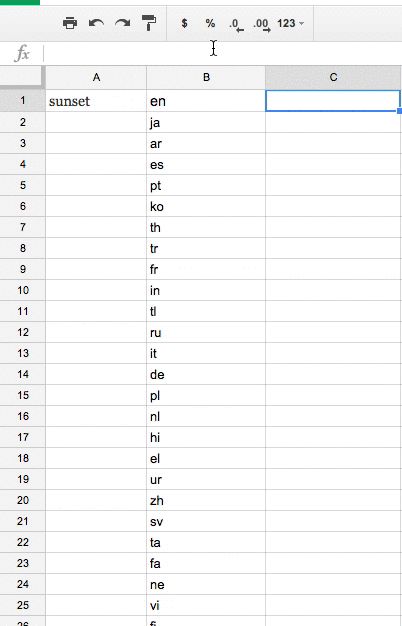 $ % .0 .00 123
fx
A B C
1 sunset en
2 ja
3 ar
4 es
5 pt
6 ko
7 th
8 tr
9 fr
10 in
11 tl
12 ru
13 it
14 de
15 pl
16 nl
17 hi
18 el
19 ur
20 zh
21 sv
22 ta
23 fa
24 ne
25 vi
26 fi